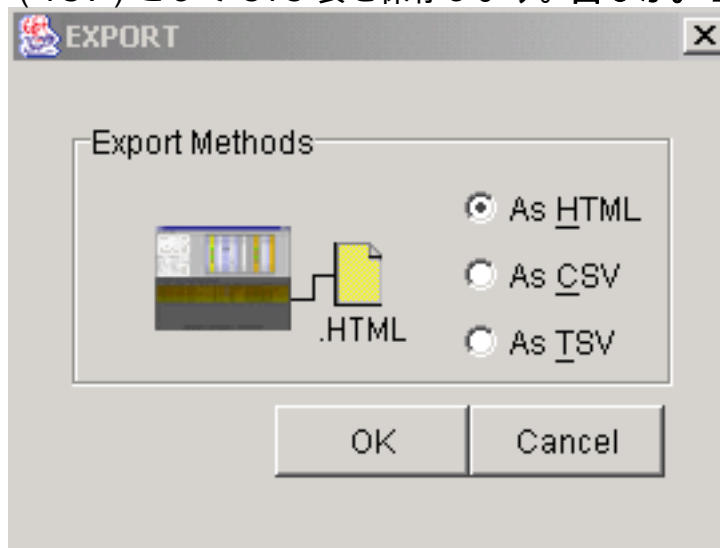 EXPORT
Export Methods
As HTML
As CSV
As TSV
.HTML
OK
Cancel